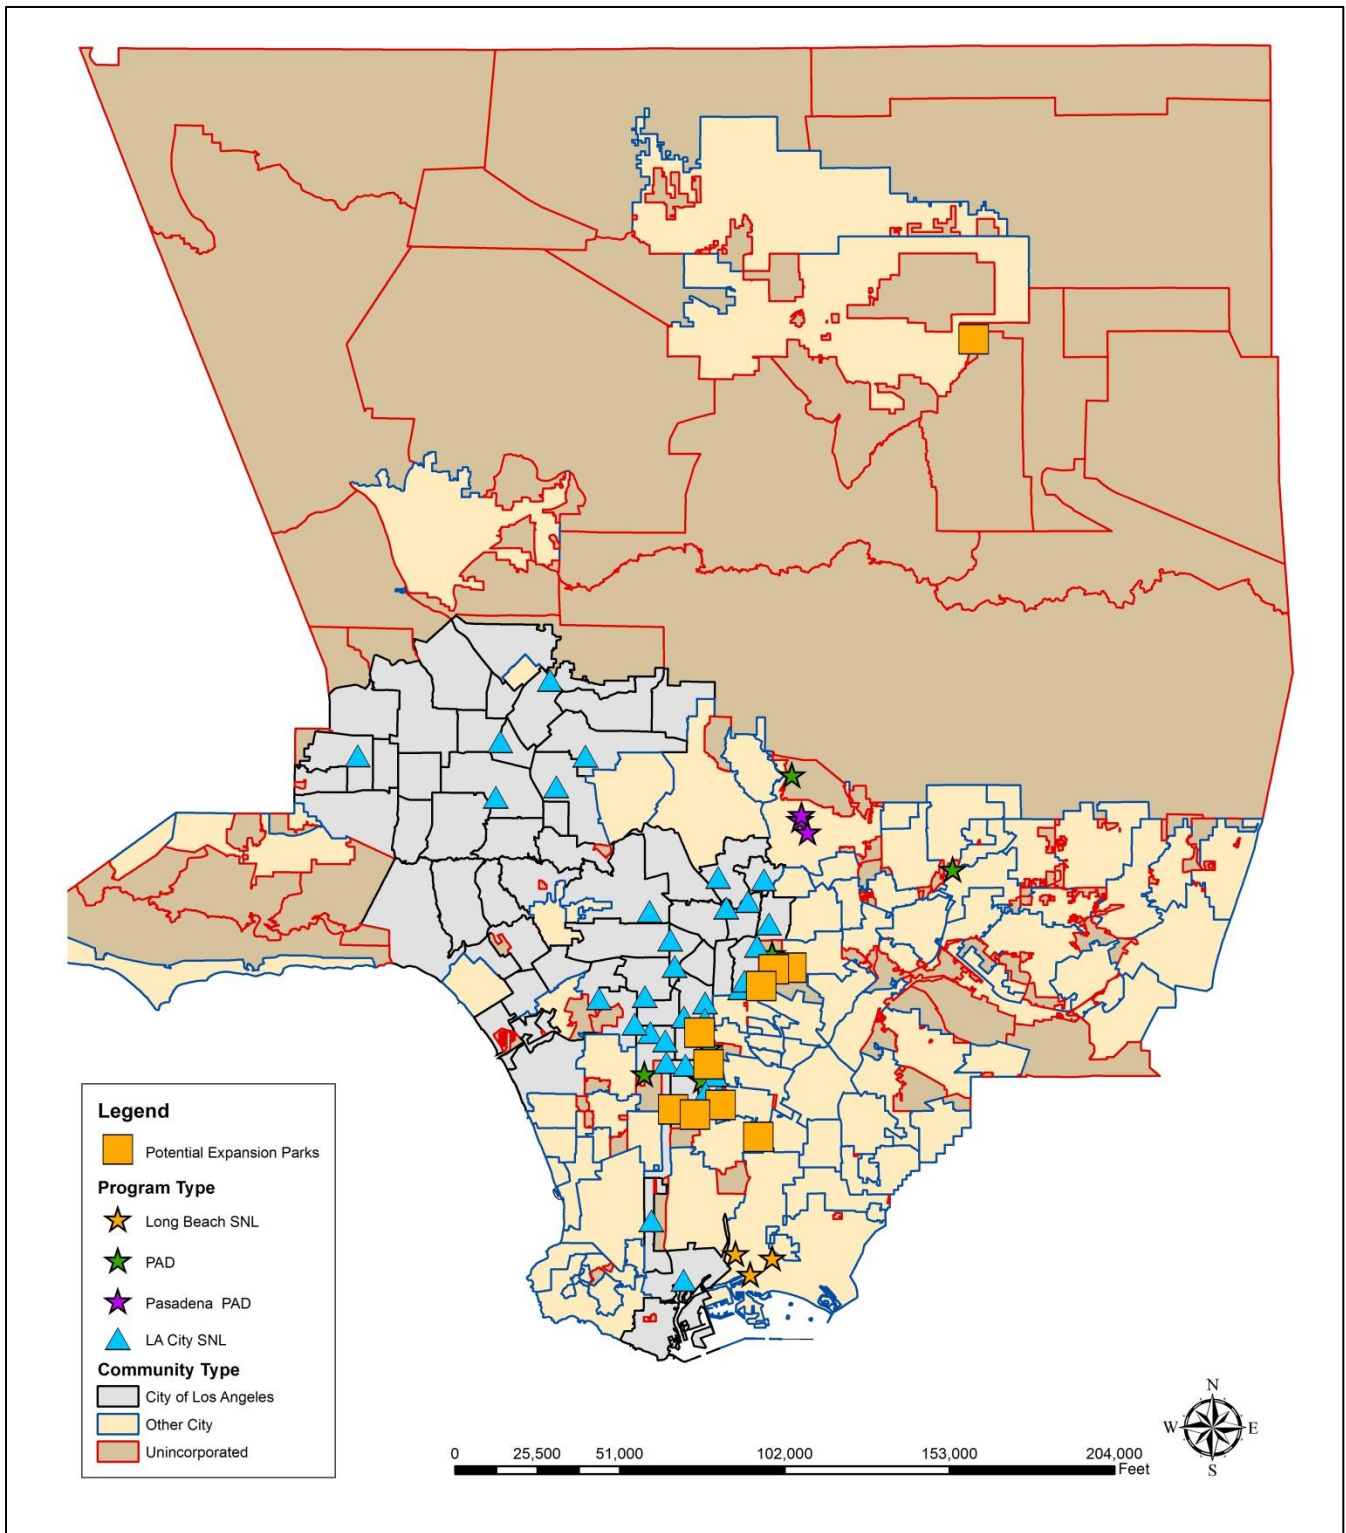 Legend
Potential Expansion Parks
Program Type
Long Beach SNL
PAD
Pasadena PAD
LA City SNL
Community Type
City of Los Angeles
Other City
Unincorporated
0 25,500 51,000 102,000 153,000 204,000
Feet
N
W E
S